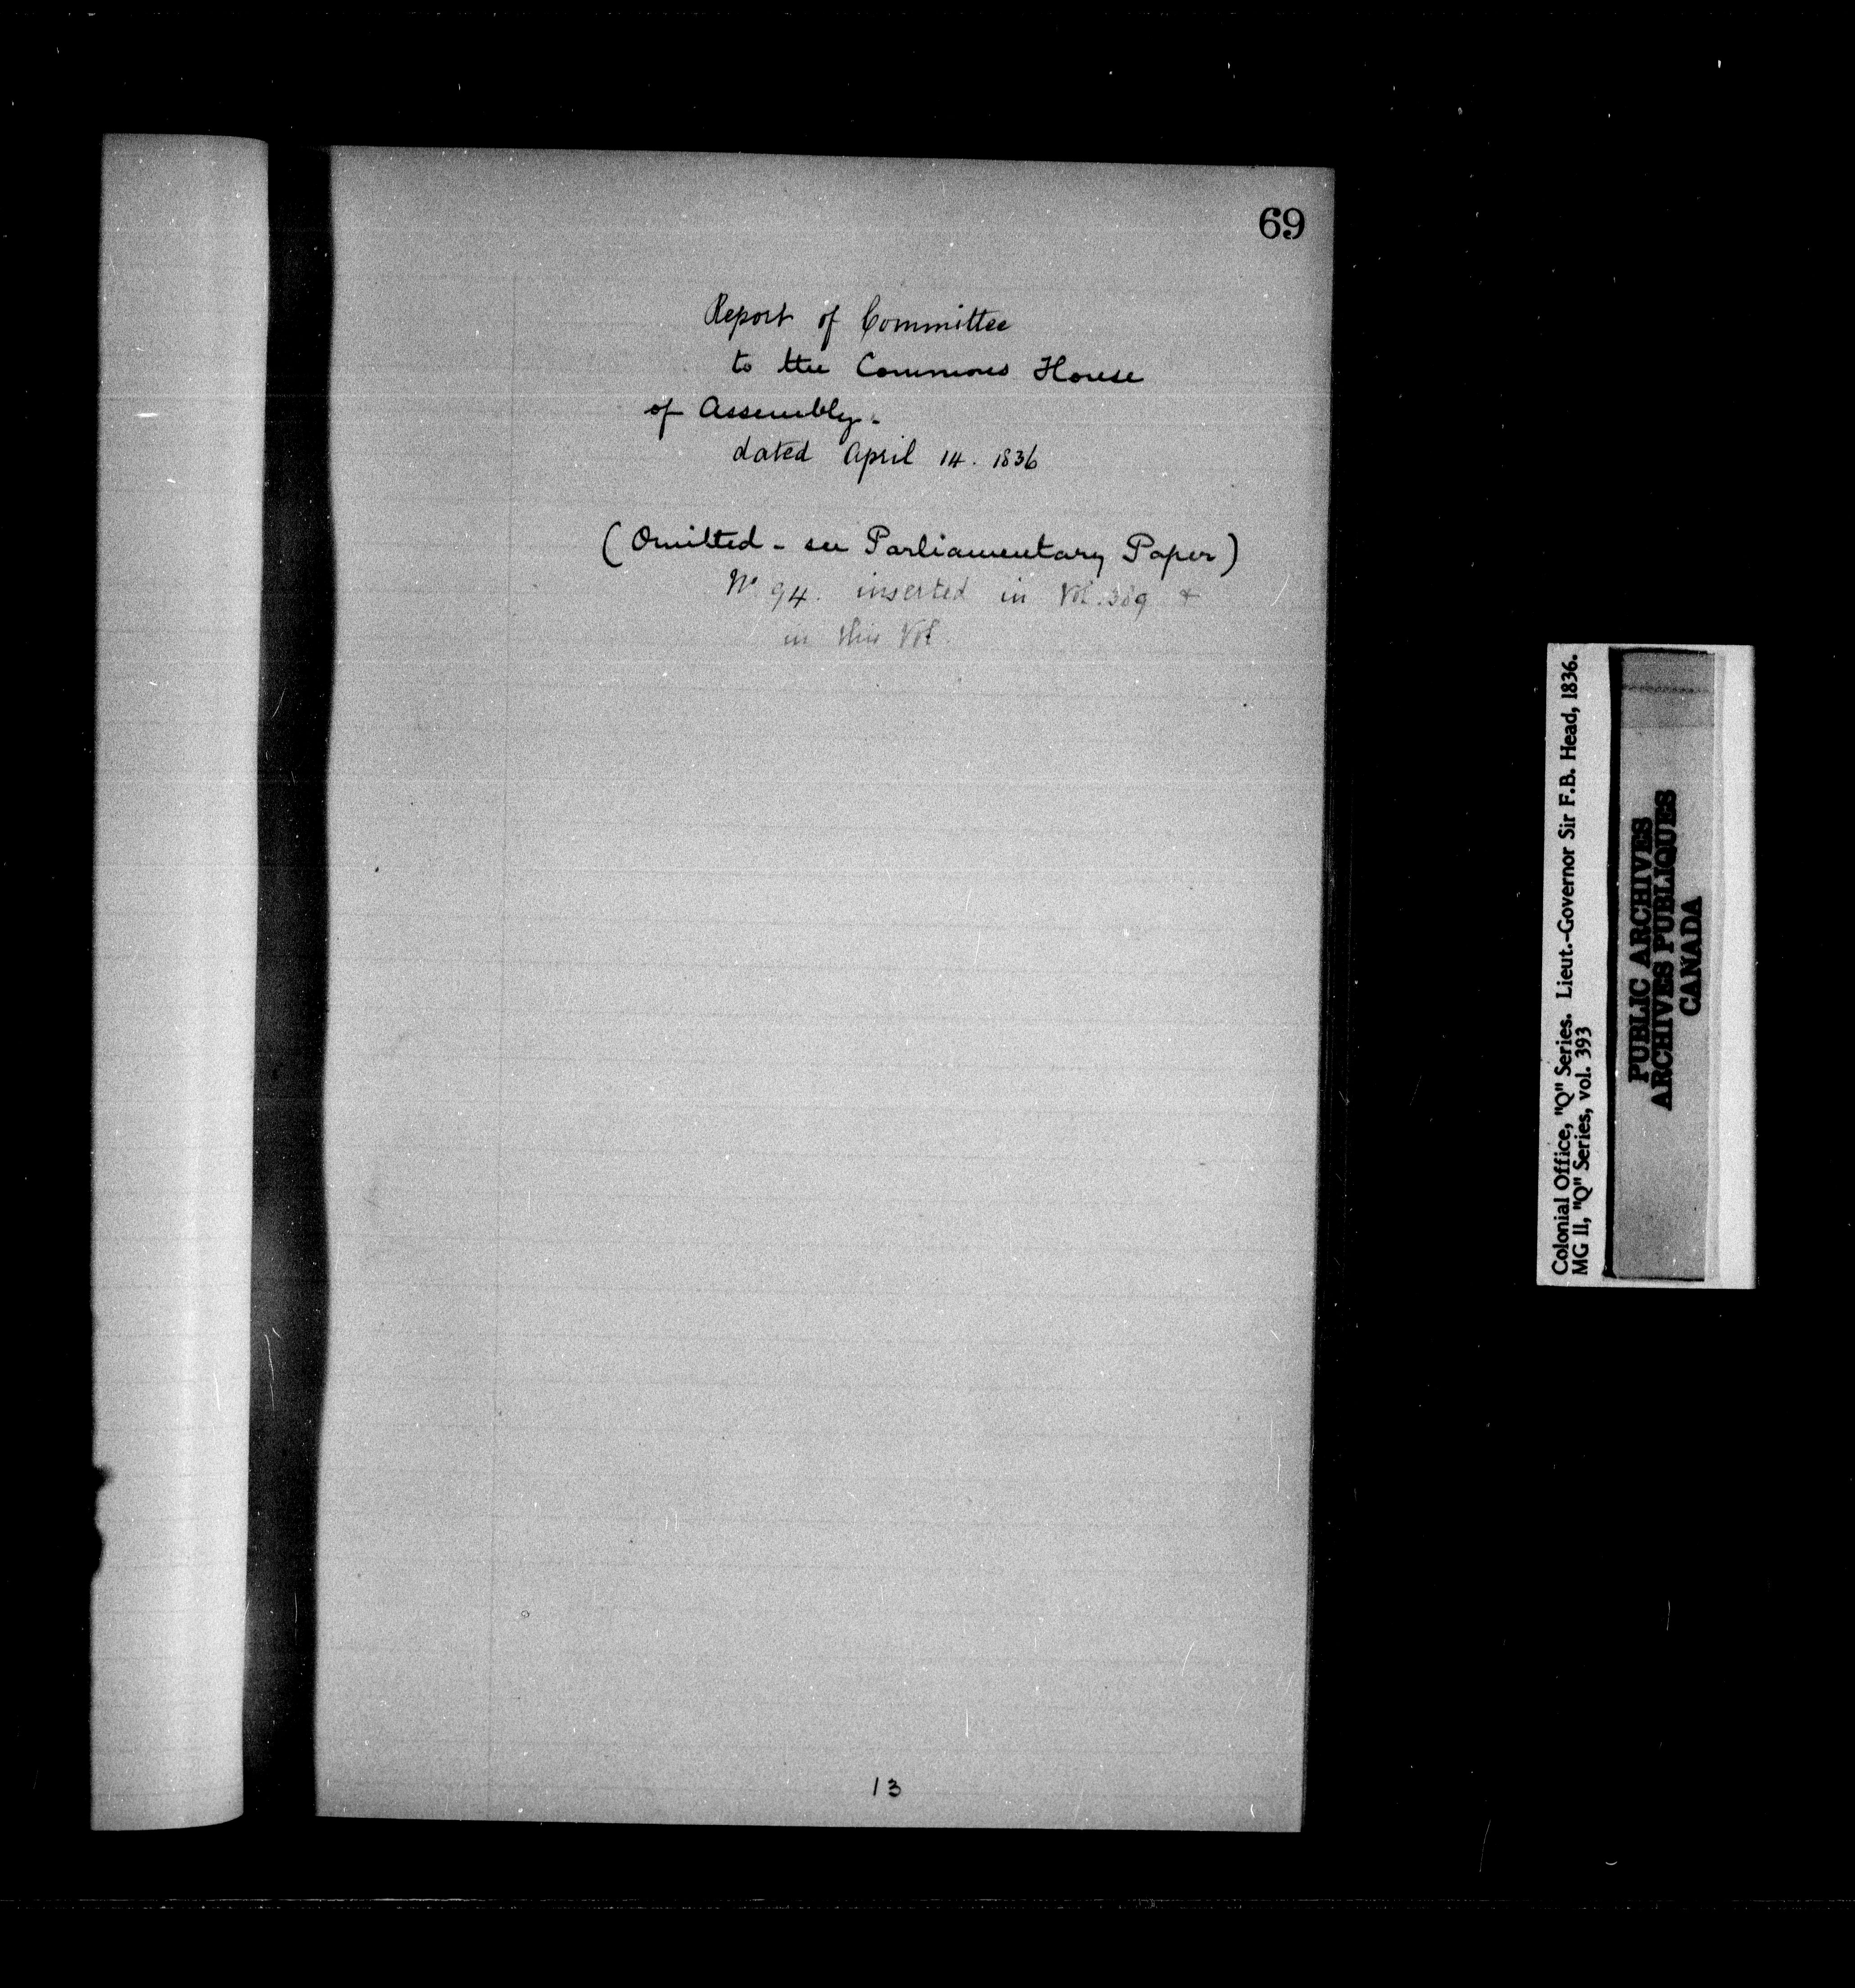 69
Report of Committee
to the Commons House
of Assembly.
dated April 14. 1836
(Omitted - see Parliamentary Paper)
No 94. inserted in Vol. 389 &
in this Vol.
13
Colonial Office, "Q" Series. Lieut.-Governor Sir F.B. Head, 1836.
MG 11, "Q" Series, vol. 393
PUBLIC ARCHIVES
ARCHIVES PUBLIQUES
CANADA